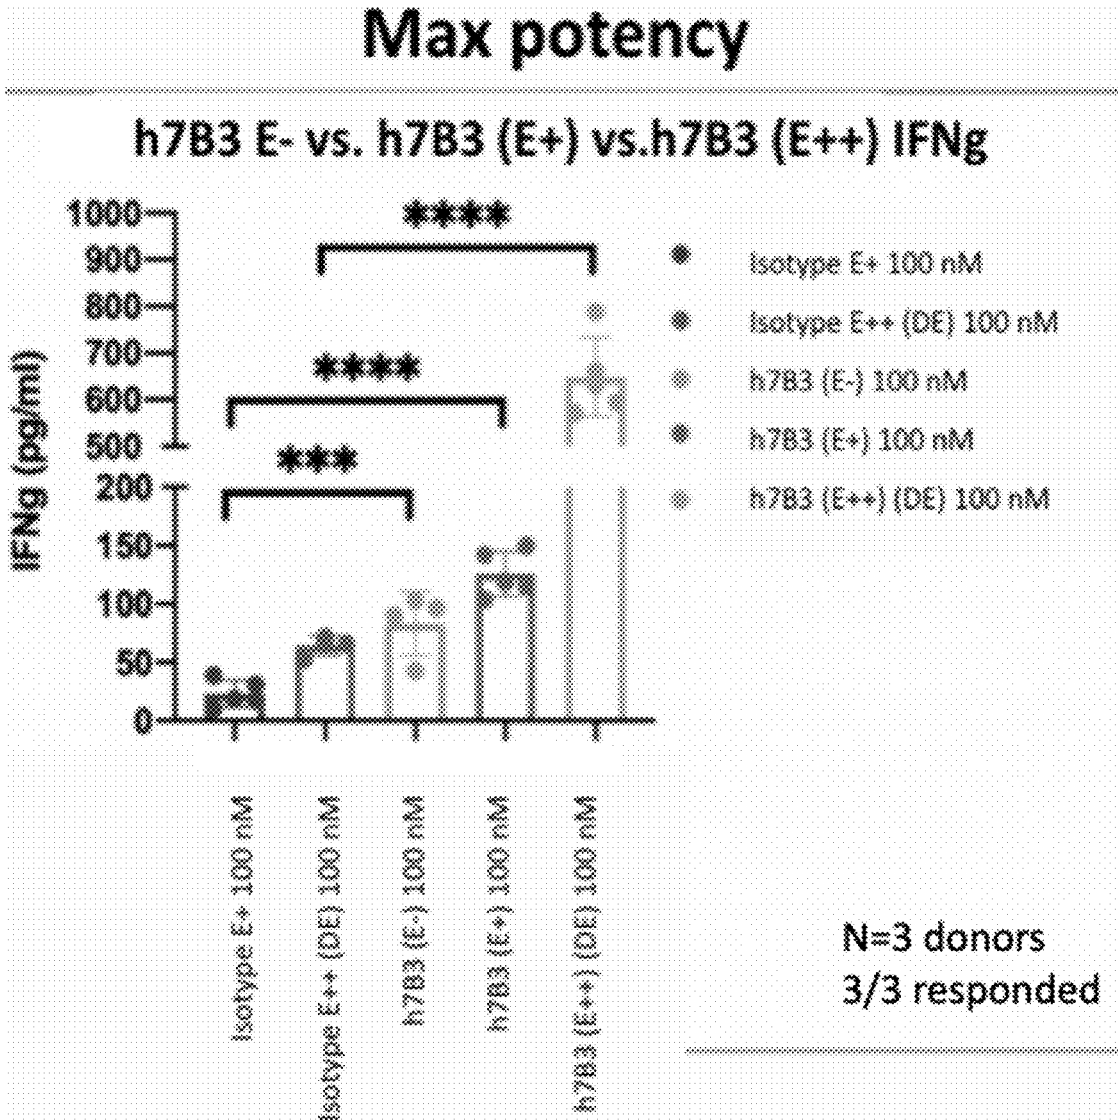 Max potency
h7B3 E- vs. h7B3 (E+) vs.h7B3 (E++) IFNg
IFNg (pg/ml)
1000
900
800
700
600
500
200
150
100
50
0
****
****
***
Isotype E+ 100 nM
Isotype E++ (DE) 100 nM
h7B3 (E-) 100 nM
h7B3 (E+) 100 nM
h7B3 (E++) (DE) 100 nM
Isotype E+ 100 nM
Isotype E++ (DE) 100 nM
h7B3 (E-) 100 nM
h7B3 (E+) 100 nM
h7B3 (E++) (DE) 100 nM
N=3 donors
3/3 responded